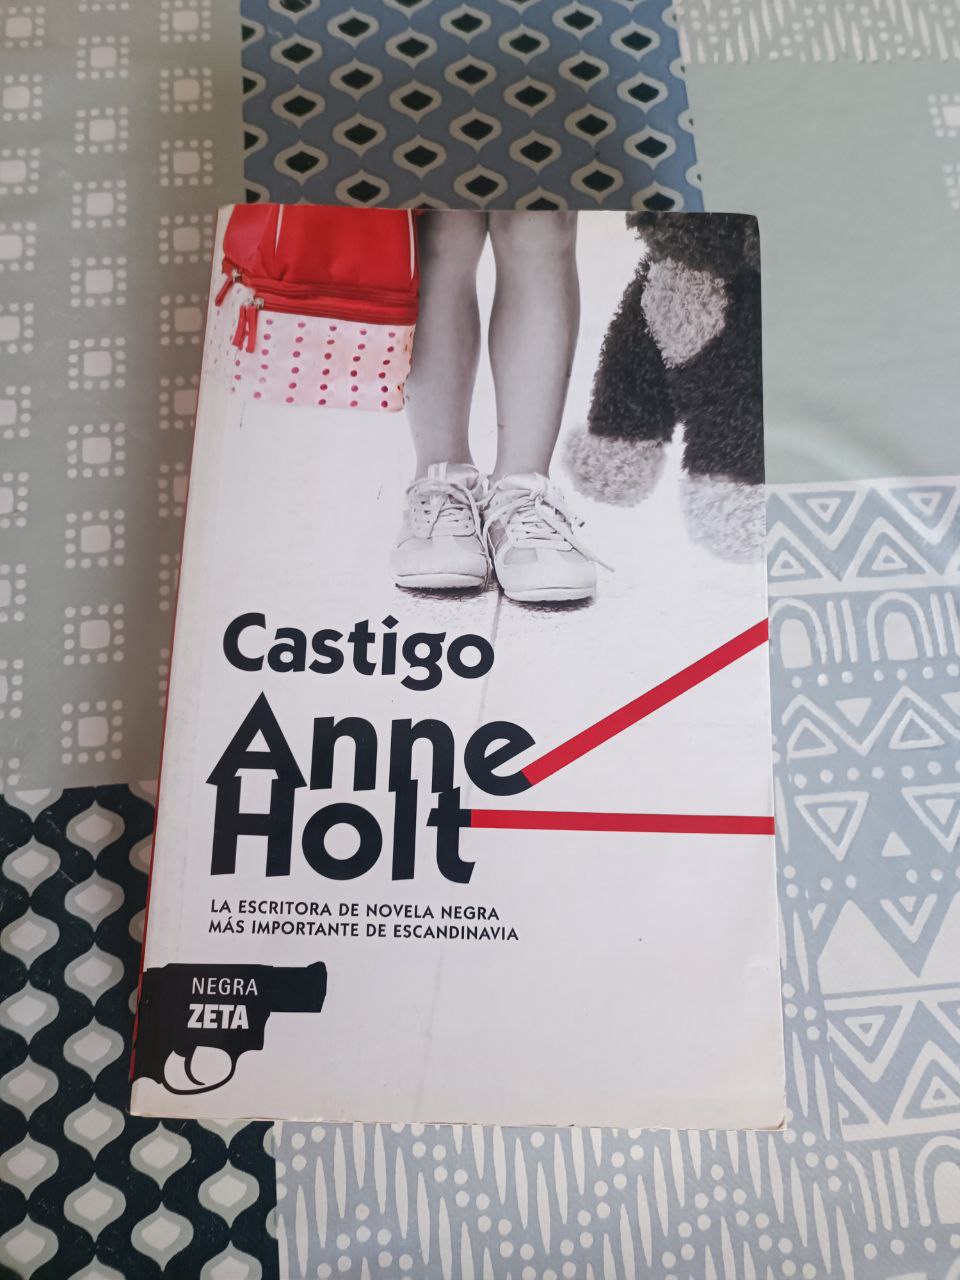 Castigo
Anne
Holt
LA ESCRITORA DE NOVELA NEGRA
MÁS IMPORTANTE DE ESCANDINAVIA
NEGRA
ZETA